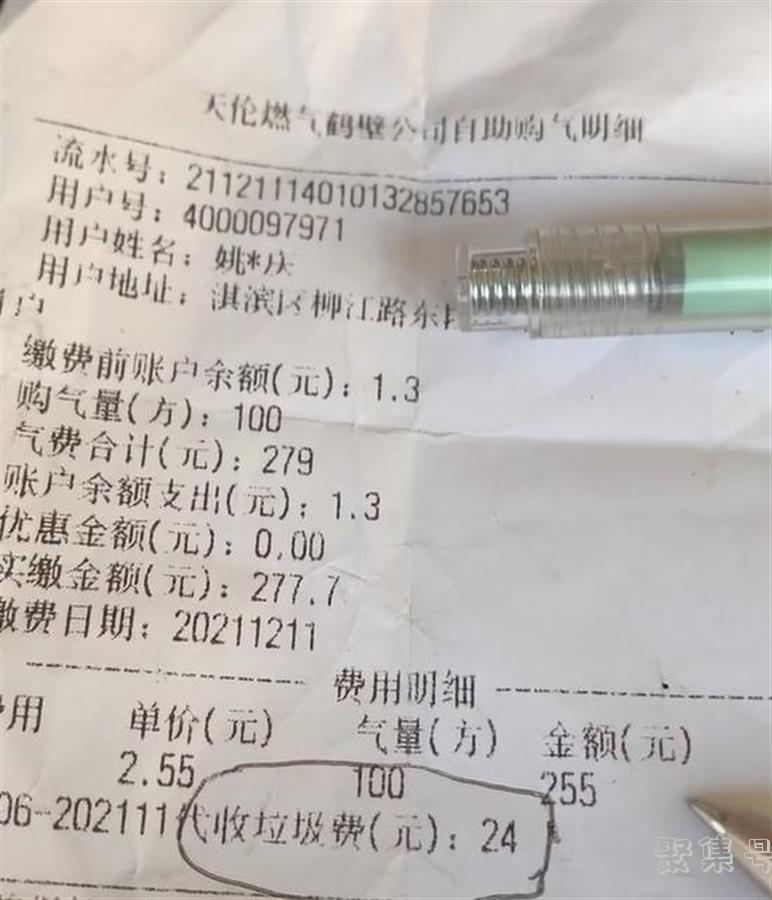 天伦燃气鹤壁公司自助购气明细
流水号：21121114010132857653
用户号：4000097971
用户姓名：姚*庆
用户地址：淇滨区柳江路东
户
缴费前账户余额(元)：1.3
购气量(方)：100
气费合计(元)：279
账户余额支出(元)：1.3
优惠金额(元)：0.00
实缴金额(元)：277.7
缴费日期：20211211
费用明细
用 单价(元) 气量(方) 金额(元)
2.55 100 255
06-202111代收垃圾费(元)：24
聚集号